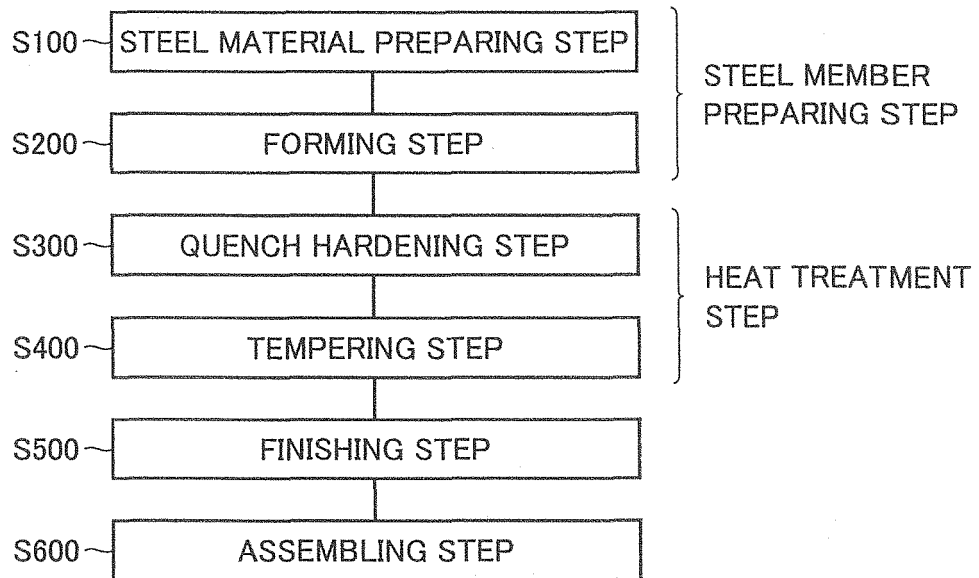 S100 STEEL MATERIAL PREPARING STEP
STEEL MEMBER
PREPARING STEP
S200 FORMING STEP
S300 QUENCH HARDENING STEP
HEAT TREATMENT
STEP
S400 TEMPERING STEP
S500 FINISHING STEP
S600 ASSEMBLING STEP